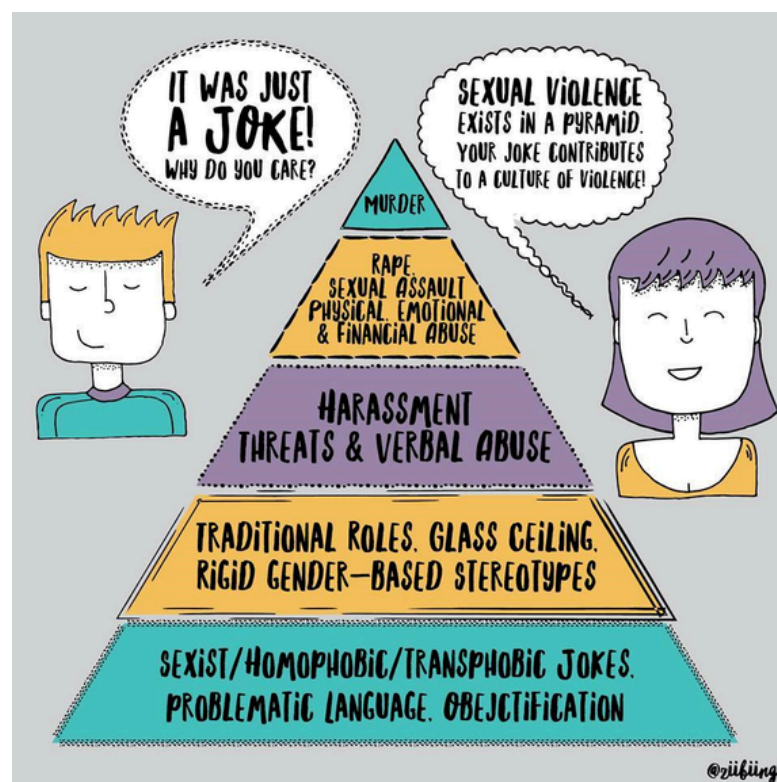 IT WAS JUST
A JOKE!
WHY DO YOU CARE?
SEXUAL VIOLENCE
EXISTS IN A PYRAMID.
YOUR JOKE CONTRIBUTES
TO A CULTURE OF VIOLENCE!
MURDER
RAPE,
SEXUAL ASSAULT
PHYSICAL, EMOTIONAL
& FINANCIAL ABUSE
HARASSMENT
THREATS & VERBAL ABUSE
TRADITIONAL ROLES, GLASS CEILING,
RIGID GENDER-BASED STEREOTYPES
SEXIST/HOMOPHOBIC/TRANSPHOBIC JOKES,
PROBLEMATIC LANGUAGE, OBEJCTIFICATION
@ziibiing